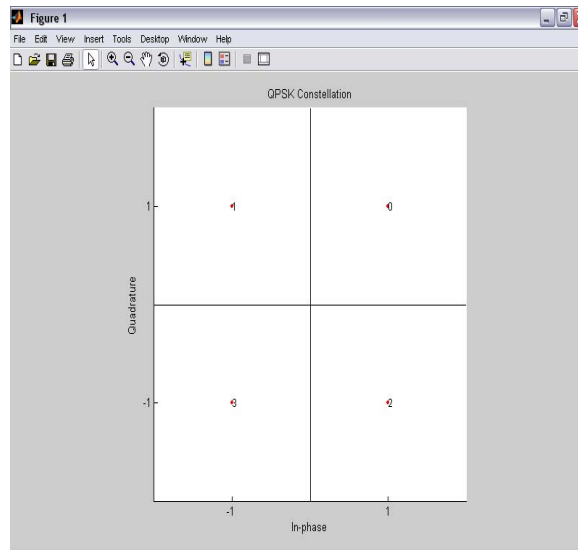 Figure 1
File Edit View Insert Tools Desktop Window Help
QPSK Constellation
1
1
0
Quadrature
-1
3
2
-1
1
In-phase